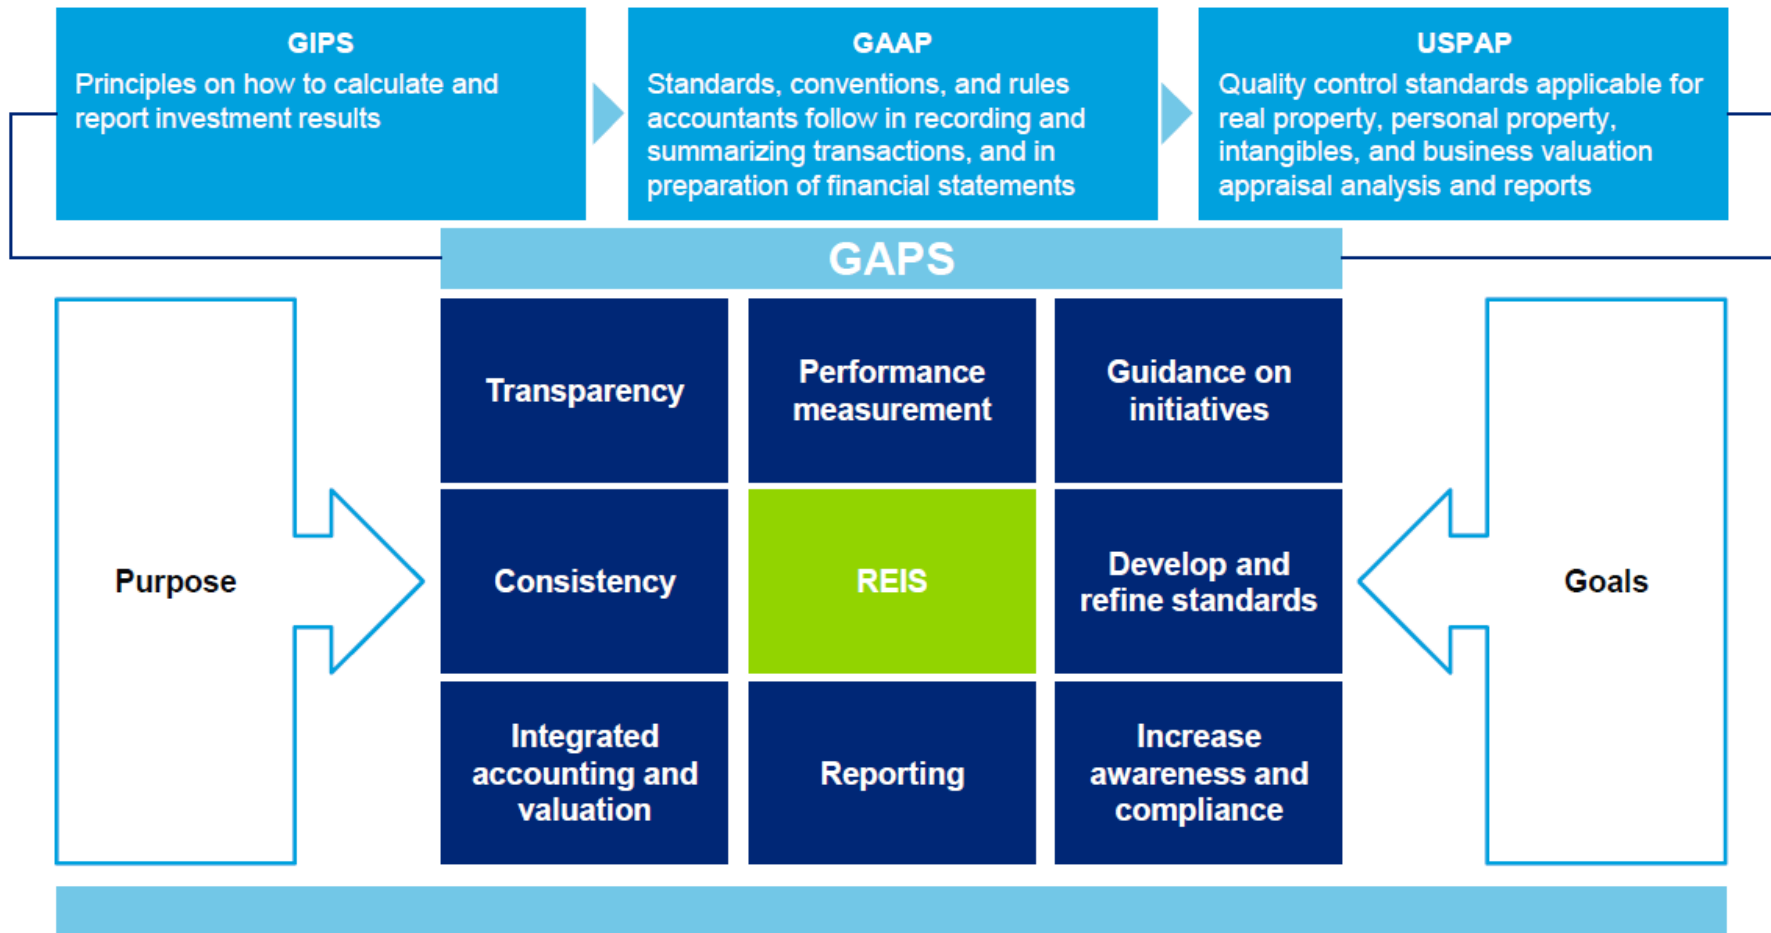 GIPS
Principles on how to calculate and
report investment results
GAAP
Standards, conventions, and rules
accountants follow in recording and
summarizing transactions, and in
preparation of financial statements
USPAP
Quality control standards applicable for
real property, personal property,
intangibles, and business valuation
appraisal analysis and reports
GAPS
Purpose
Transparency
Performance
measurement
Guidance on
initiatives
Consistency
REIS
Develop and
refine standards
Integrated
accounting and
valuation
Reporting
Increase
awareness and
compliance
Goals